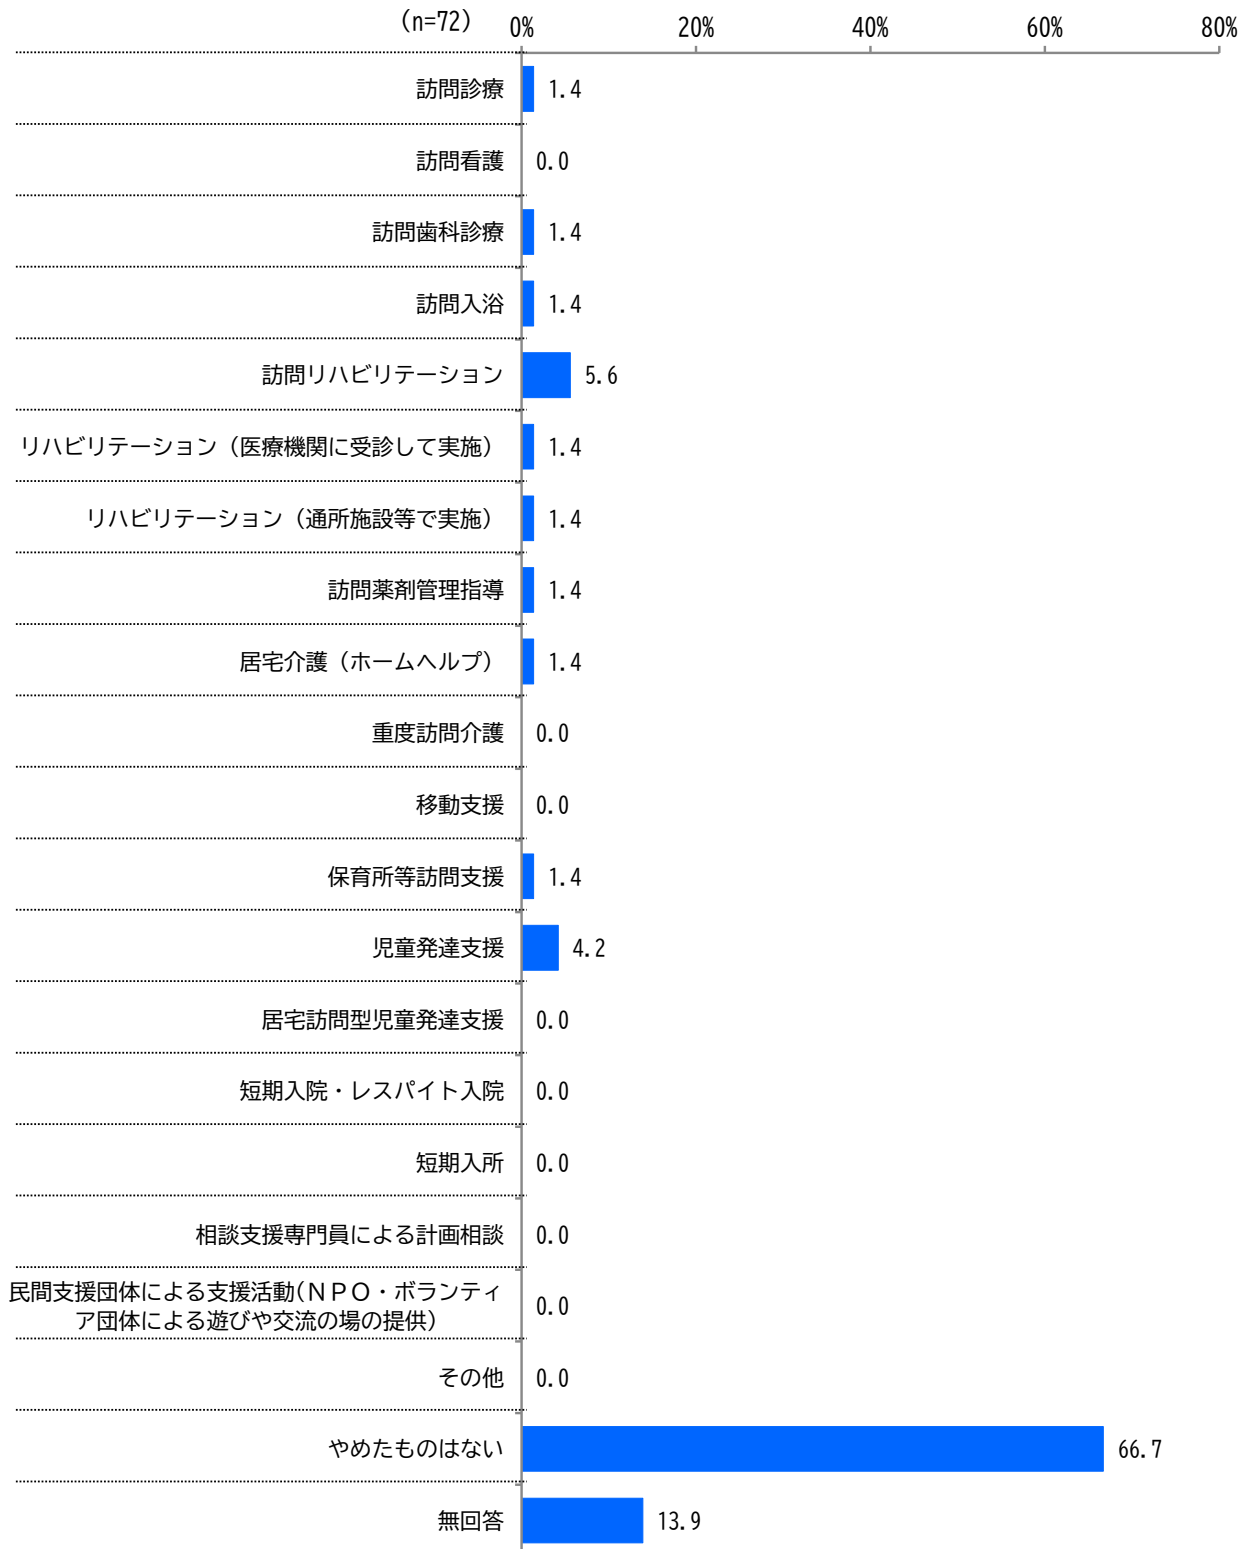 (n=72)
0% 20% 40% 60% 80%
訪問診療 1.4
訪問看護 0.0
訪問歯科診療 1.4
訪問入浴 1.4
訪問リハビリテーション 5.6
リハビリテーション（医療機関に受診して実施） 1.4
リハビリテーション（通所施設等で実施） 1.4
訪問薬剤管理指導 1.4
居宅介護（ホームヘルプ） 1.4
重度訪問介護 0.0
移動支援 0.0
保育所等訪問支援 1.4
児童発達支援 4.2
居宅訪問型児童発達支援 0.0
短期入院・レスパイト入院 0.0
短期入所 0.0
相談支援専門員による計画相談 0.0
民間支援団体による支援活動(ＮＰＯ・ボランティ
ア団体による遊びや交流の場の提供) 0.0
その他 0.0
やめたものはない 66.7
無回答 13.9